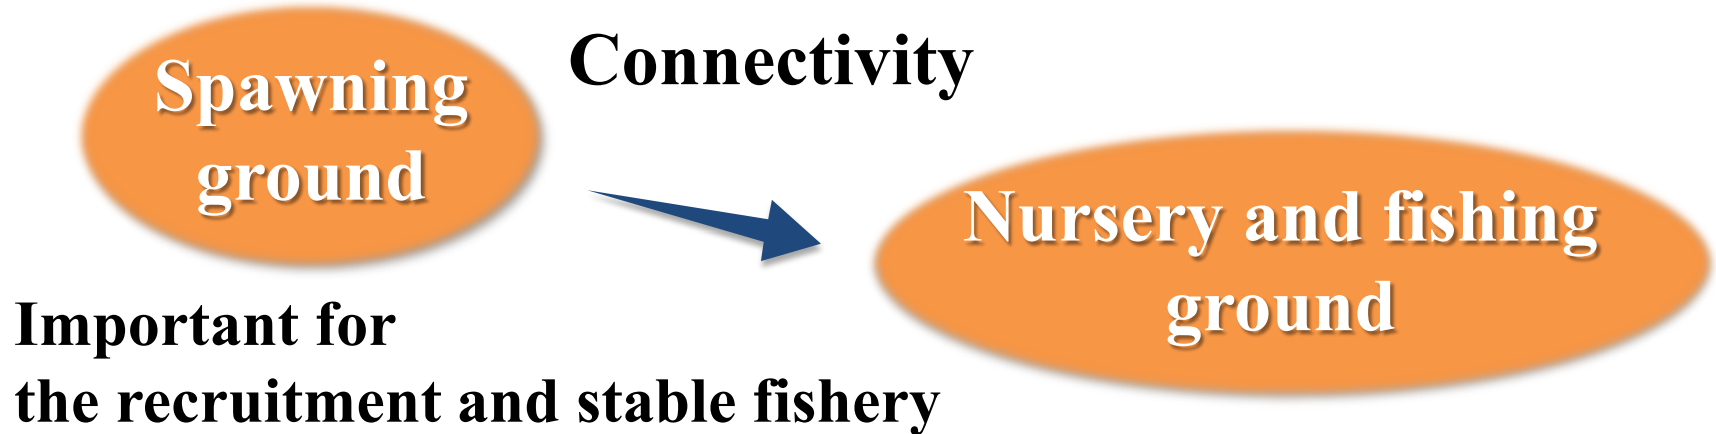 Spawning
ground
Connectivity
Nursery and fishing
ground
Important for
the recruitment and stable fishery